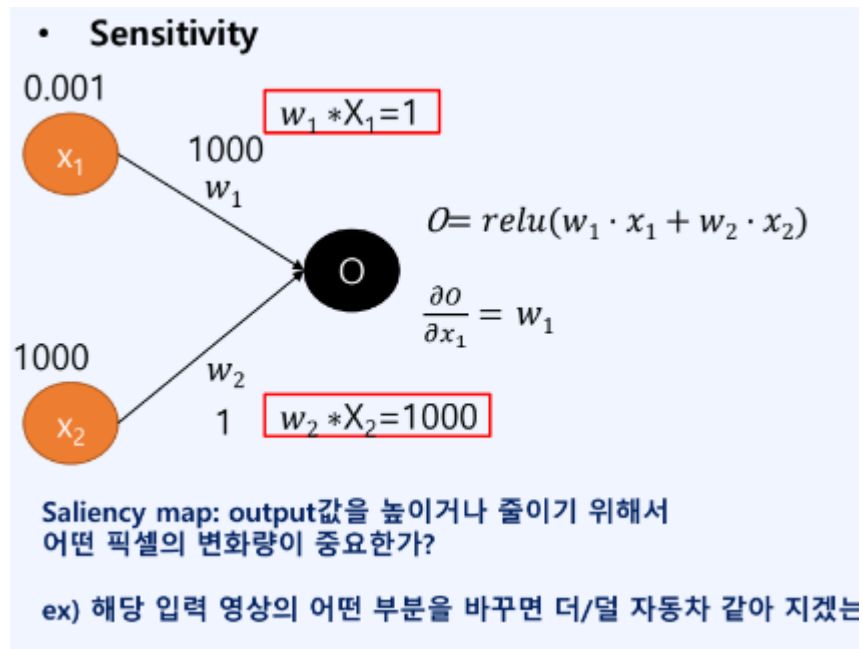 • Sensitivity
0.001
w₁ *X₁=1
x₁
1000
w₁
O= relu(w₁ · x₁ + w₂ · x₂)
O
∂O/∂x₁ = w₁
1000
w₂
x₂
1
w₂ *X₂=1000
Saliency map: output값을 높이거나 줄이기 위해서
어떤 픽셀의 변화량이 중요한가?
ex) 해당 입력 영상의 어떤 부분을 바꾸면 더/덜 자동차 같아 지겠는